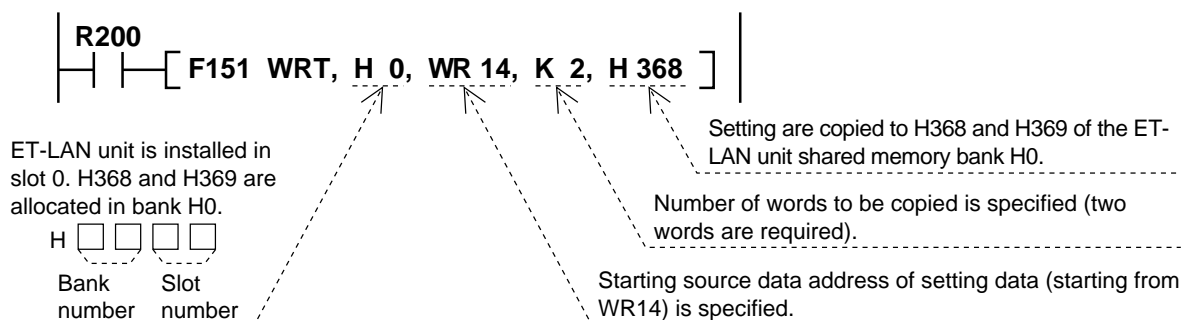 R200
F151 WRT, H 0, WR 14, K 2, H 368
Setting are copied to H368 and H369 of the ET-
LAN unit shared memory bank H0.
ET-LAN unit is installed in
slot 0. H368 and H369 are
allocated in bank H0.
Number of words to be copied is specified (two
words are required).
H
Bank
number
Slot
number
Starting source data address of setting data (starting from
WR14) is specified.